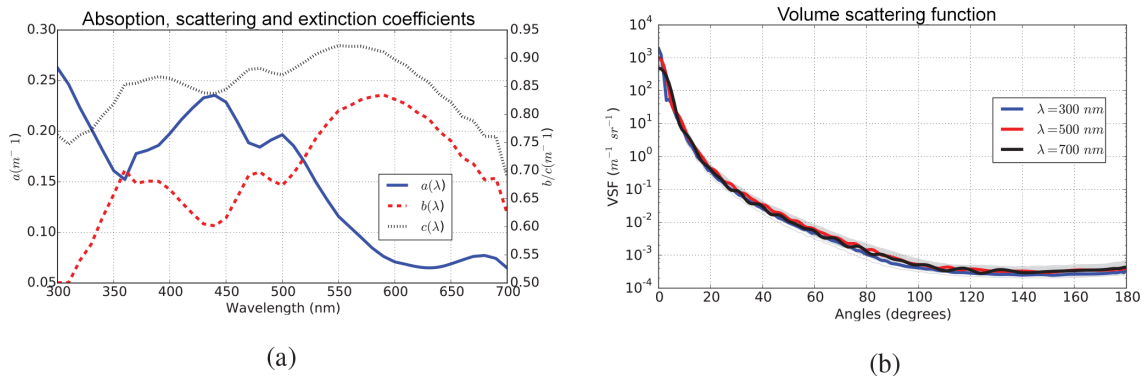 Absoption, scattering and extinction coefficients
0.30
0.25
0.20
0.15
0.10
0.05
a(m⁻ 1)
0.95
0.90
0.85
0.80
0.75
0.70
0.65
0.60
0.55
0.50
b/c(m⁻ 1)
a(λ)
b(λ)
c(λ)
300 350 400 450 500 550 600 650 700
Wavelength (nm)
(a)
Volume scattering function
10⁴
10³
10²
10¹
10⁰
10⁻¹
10⁻²
10⁻³
10⁻⁴
VSF (m⁻¹ sr⁻¹)
λ = 300 nm
λ = 500 nm
λ = 700 nm
0 20 40 60 80 100 120 140 160 180
Angles (degrees)
(b)